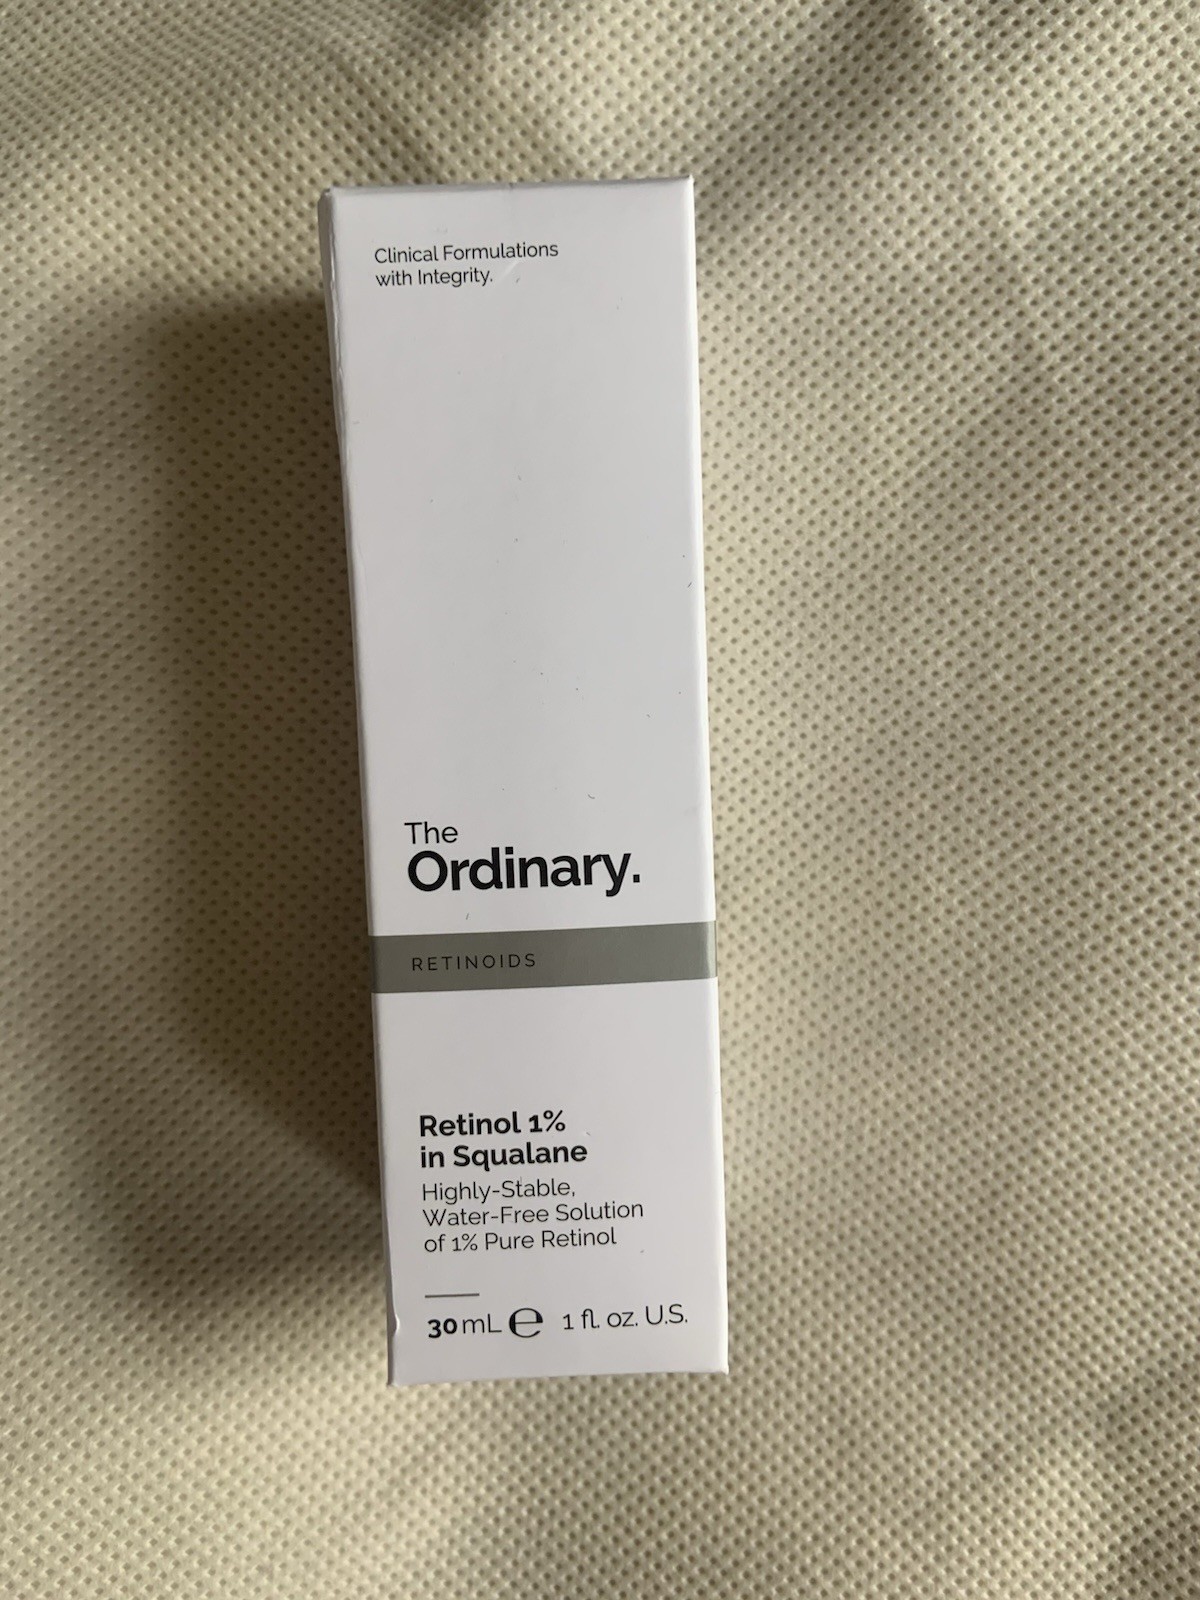 Clinical Formulations
with Integrity.
The
Ordinary.
RETINOIDS
Retinol 1%
in Squalane
Highly-Stable,
Water-Free Solution
of 1% Pure Retinol
30 mL ℮ 1 fl. oz. U.S.